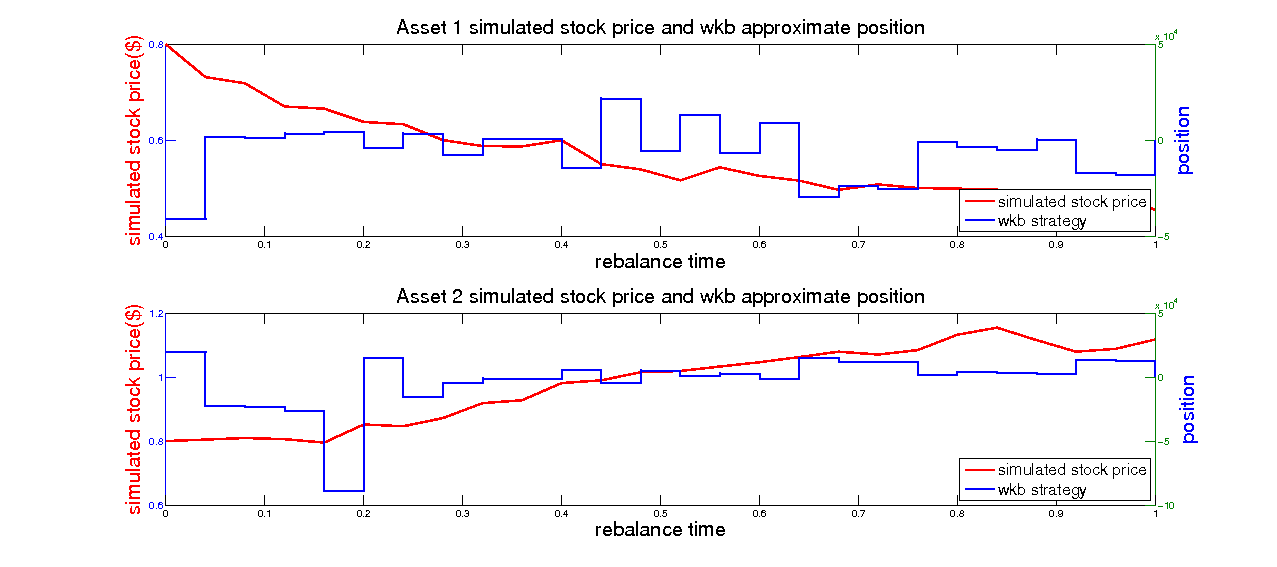 Asset 1 simulated stock price and wkb approximate position
x 10^4
0.8
0.6
0.4
5
0
-5
simulated stock price($)
position
simulated stock price
wkb strategy
0 0.1 0.2 0.3 0.4 0.5 0.6 0.7 0.8 0.9 1
rebalance time
Asset 2 simulated stock price and wkb approximate position
x 10^4
1.2
1
0.8
0.6
5
0
-5
-10
simulated stock price($)
position
simulated stock price
wkb strategy
0 0.1 0.2 0.3 0.4 0.5 0.6 0.7 0.8 0.9 1
rebalance time